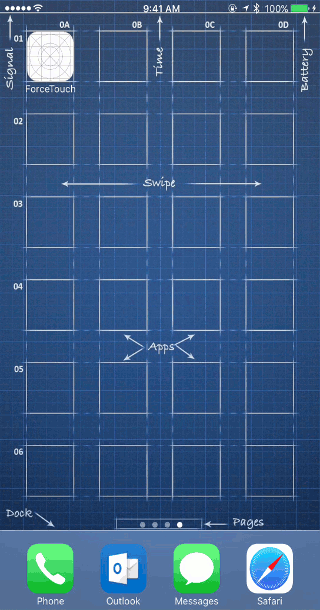 9:41 AM 100%
0A 0B 0C 0D
01
Signal
Time
Battery
ForceTouch
02
Swipe
03
04
Apps
05
06
Dock
Pages
Phone Outlook Messages Safari